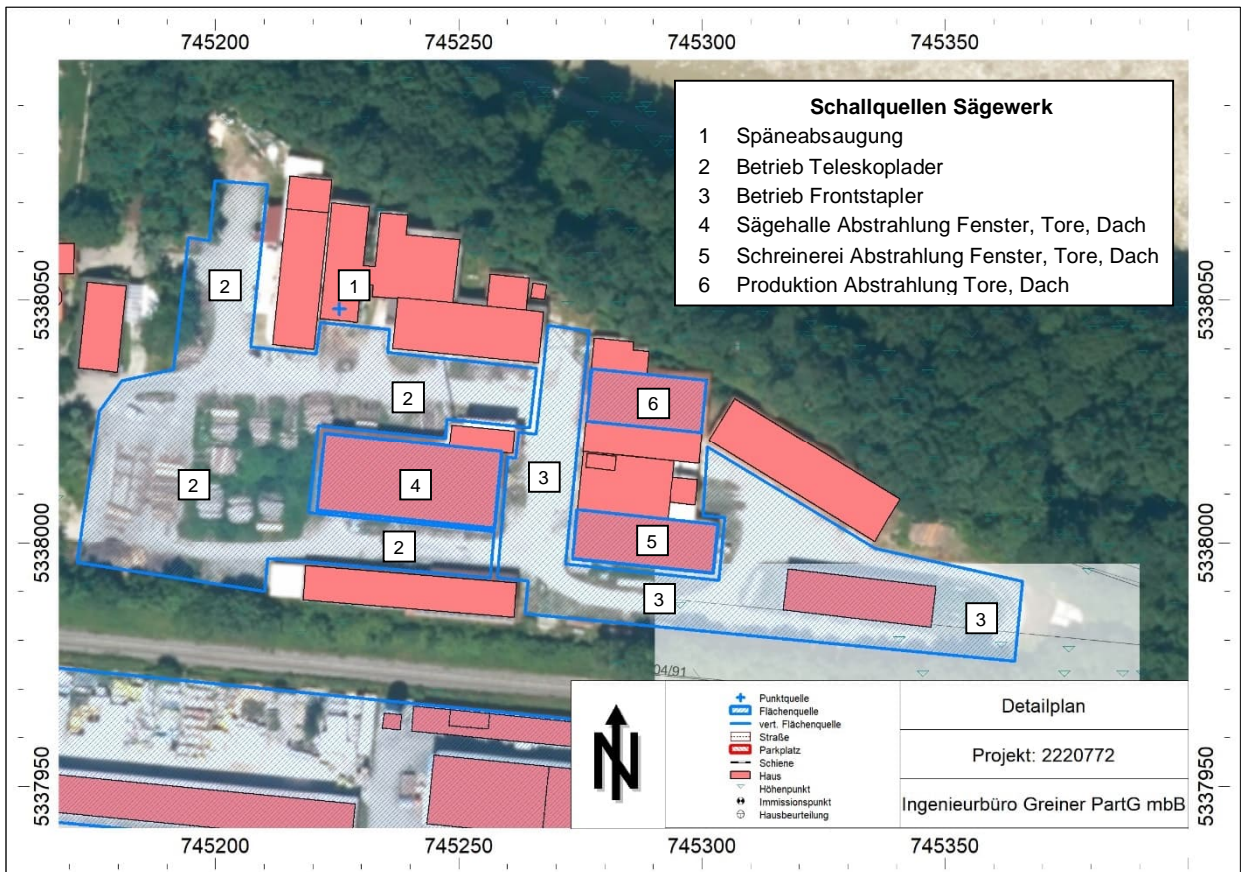 745200 745250 745300 745350
Schallquellen Sägewerk
1 Späneabsaugung
2 Betrieb Teleskoplader
3 Betrieb Frontstapler
4 Sägehalle Abstrahlung Fenster, Tore, Dach
5 Schreinerei Abstrahlung Fenster, Tore, Dach
6 Produktion Abstrahlung Tore, Dach
5338050
5338050
2
1
2
6
2
4
3
5338000
5338000
2
5
3
3
04/91
N
Punktquelle
Flächenquelle
vert. Flächenquelle
Straße
Parkplatz
Schiene
Haus
Höhenpunkt
Immissionspunkt
Hausbeurteilung
Detailplan
Projekt: 2220772
Ingenieurbüro Greiner PartG mbB
5337950
5337950
745200 745250 745300 745350